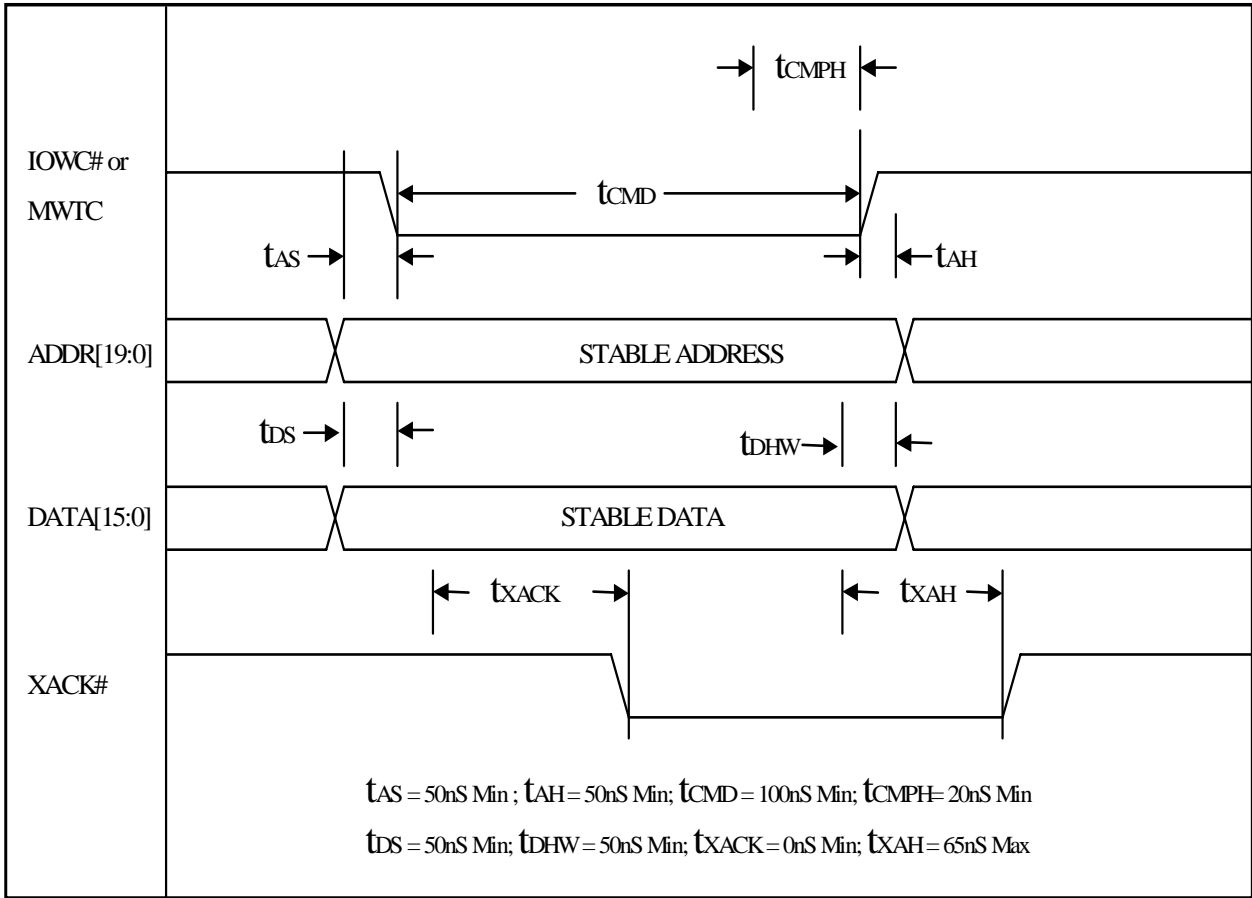 tCMPH
IOWC# or
MWTC
tCMD
tAS
tAH
ADDR[19:0]
STABLE ADDRESS
tDS
tDHW
DATA[15:0]
STABLE DATA
tXACK
tXAH
XACK#
tAS = 50nS Min ; tAH = 50nS Min; tCMD = 100nS Min; tCMPH= 20nS Min
tDS = 50nS Min; tDHW = 50nS Min; tXACK = 0nS Min; tXAH = 65nS Max